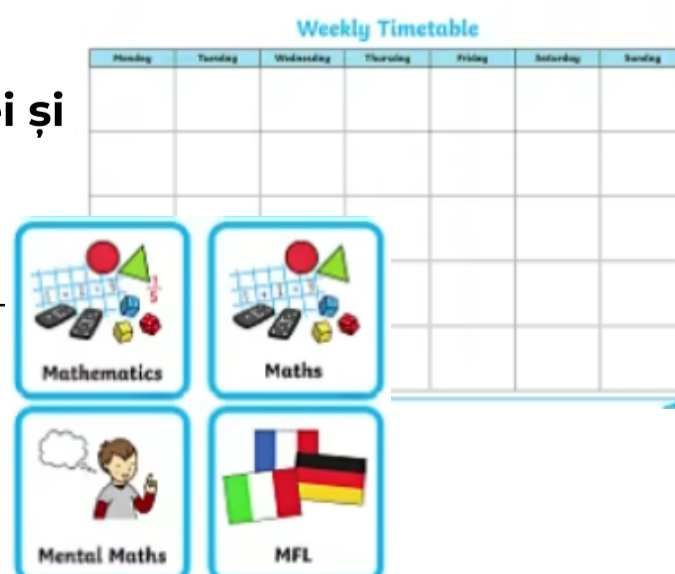 Weekly Timetable
Monday Tuesday Wednesday Thursday Friday Saturday Sunday
i și
Mathematics
Maths
Mental Maths
MFL